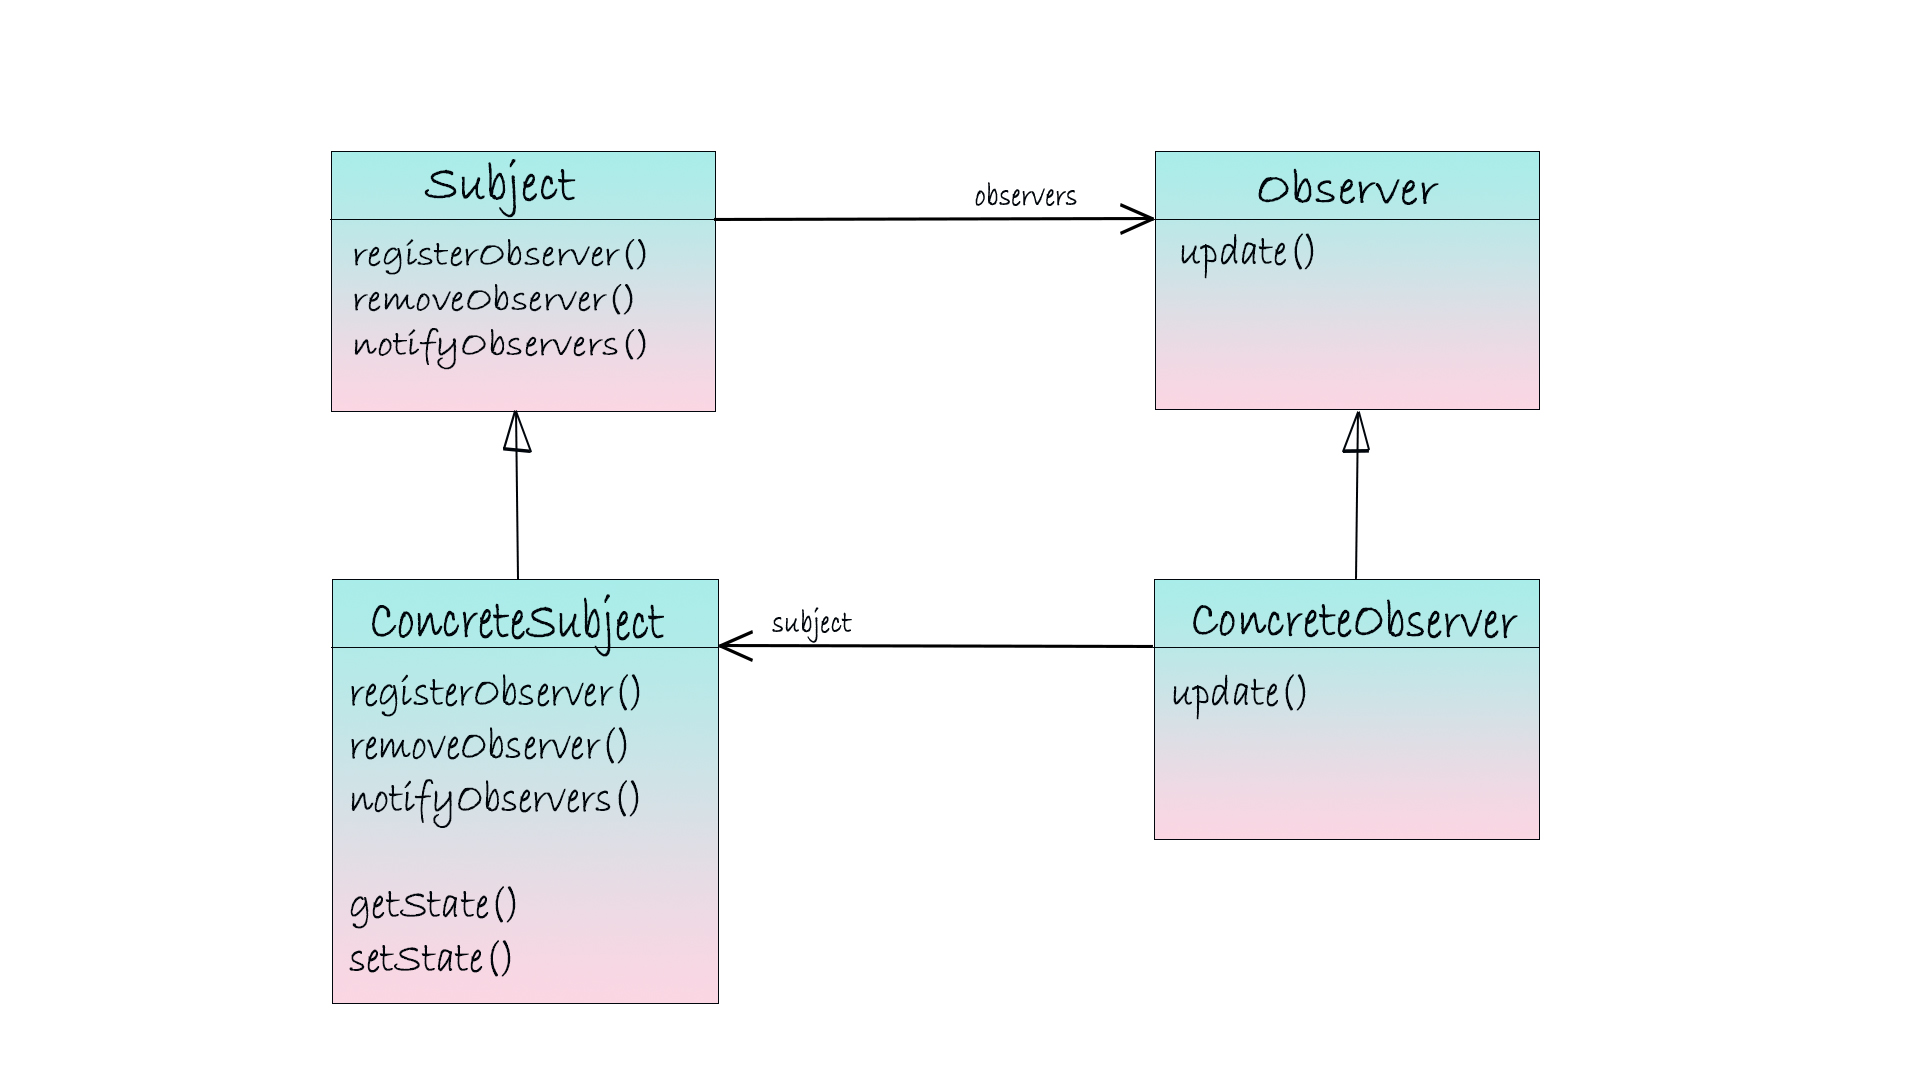 Subject
registerObserver()
removeObserver()
notifyObservers()
observers
Observer
update()
ConcreteSubject
registerObserver()
removeObserver()
notifyObservers()
getState()
setState()
subject
ConcreteObserver
update()